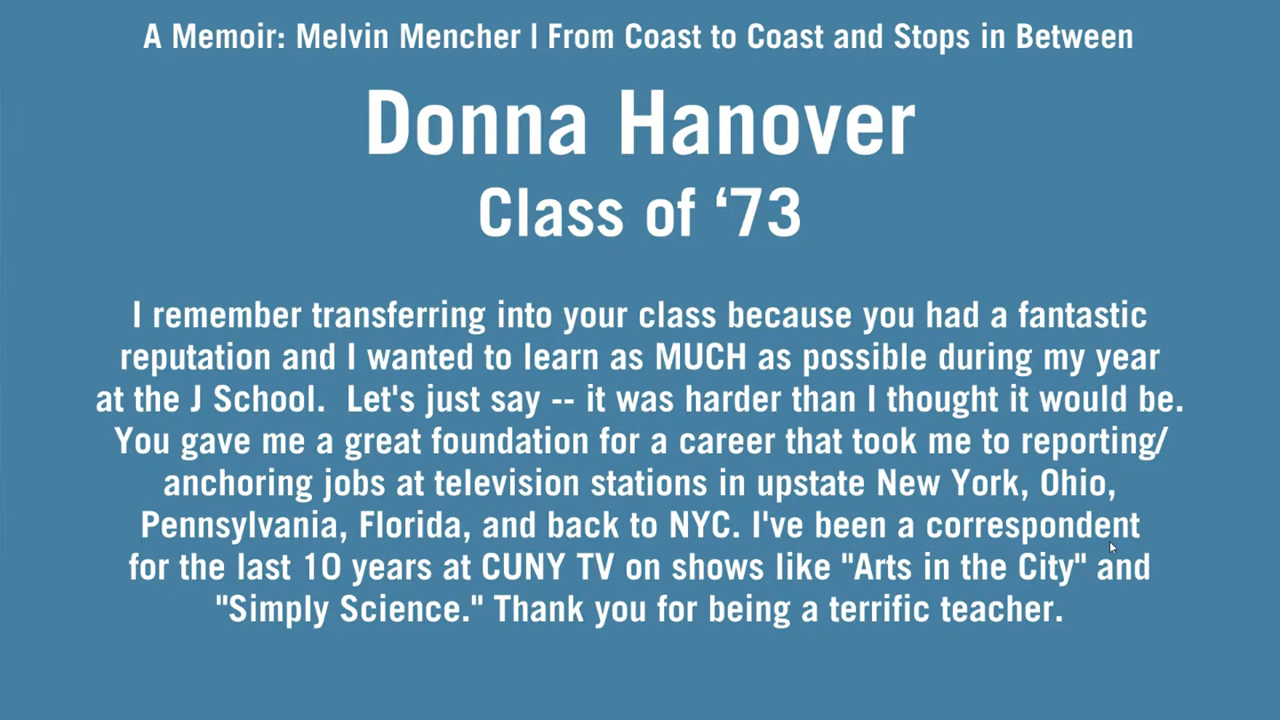 A Memoir: Melvin Mencher | From Coast to Coast and Stops in Between
Donna Hanover
Class of ‘73
I remember transferring into your class because you had a fantastic
reputation and I wanted to learn as MUCH as possible during my year
at the J School.  Let's just say -- it was harder than I thought it would be.
You gave me a great foundation for a career that took me to reporting/
anchoring jobs at television stations in upstate New York, Ohio,
Pennsylvania, Florida, and back to NYC. I've been a correspondent
for the last 10 years at CUNY TV on shows like "Arts in the City" and
"Simply Science." Thank you for being a terrific teacher.